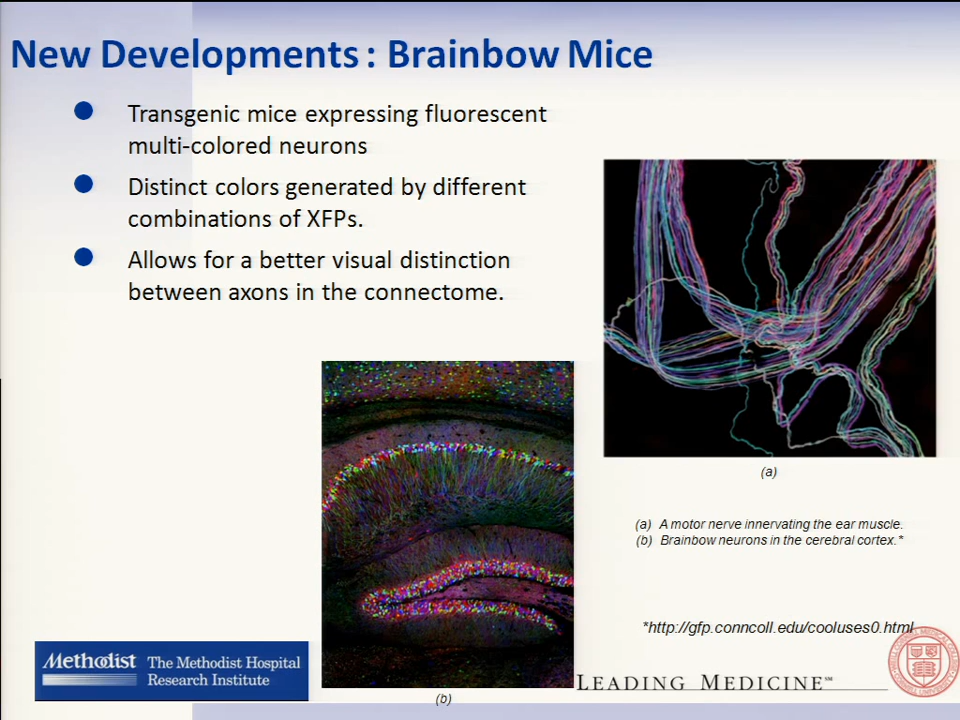 New Developments : Brainbow Mice
Transgenic mice expressing fluorescent
multi-colored neurons
Distinct colors generated by different
combinations of XFPs.
Allows for a better visual distinction
between axons in the connectome.
(a)
(a) A motor nerve innervating the ear muscle.
(b) Brainbow neurons in the cerebral cortex.*
*http://gfp.conncoll.edu/cooluses0.html
Methodist The Methodist Hospital
Research Institute
LEADING MEDICINE℠
(b)